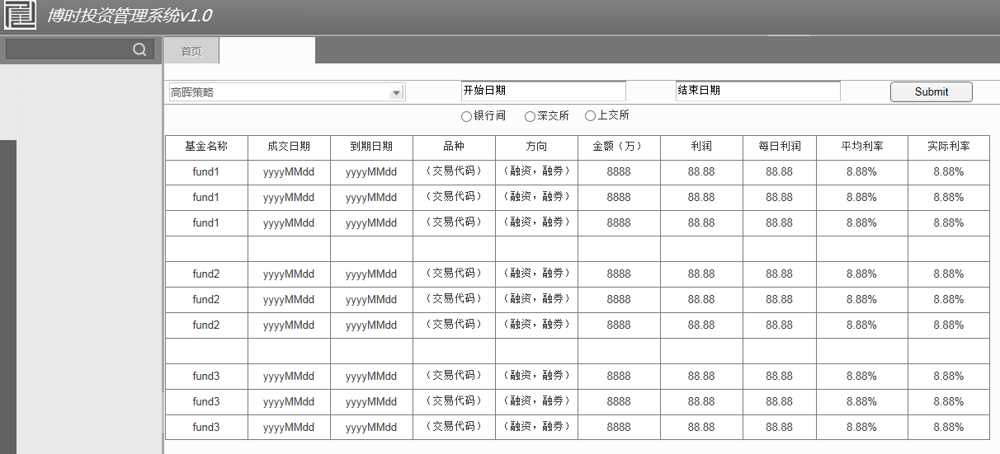 博时投资管理系统v1.0
首页
高晖策略 开始日期 结束日期 Submit
银行间 深交所 上交所
基金名称 成交日期 到期日期 品种 方向 金额（万） 利润 每日利润 平均利率 实际利率
fund1 yyyyMMdd yyyyMMdd （交易代码） （融资，融券） 8888 88.88 88.88 8.88% 8.88%
fund1 yyyyMMdd yyyyMMdd （交易代码） （融资，融券） 8888 88.88 88.88 8.88% 8.88%
fund1 yyyyMMdd yyyyMMdd （交易代码） （融资，融券） 8888 88.88 88.88 8.88% 8.88%
fund2 yyyyMMdd yyyyMMdd （交易代码） （融资，融券） 8888 88.88 88.88 8.88% 8.88%
fund2 yyyyMMdd yyyyMMdd （交易代码） （融资，融券） 8888 88.88 88.88 8.88% 8.88%
fund2 yyyyMMdd yyyyMMdd （交易代码） （融资，融券） 8888 88.88 88.88 8.88% 8.88%
fund3 yyyyMMdd yyyyMMdd （交易代码） （融资，融券） 8888 88.88 88.88 8.88% 8.88%
fund3 yyyyMMdd yyyyMMdd （交易代码） （融资，融券） 8888 88.88 88.88 8.88% 8.88%
fund3 yyyyMMdd yyyyMMdd （交易代码） （融资，融券） 8888 88.88 88.88 8.88% 8.88%